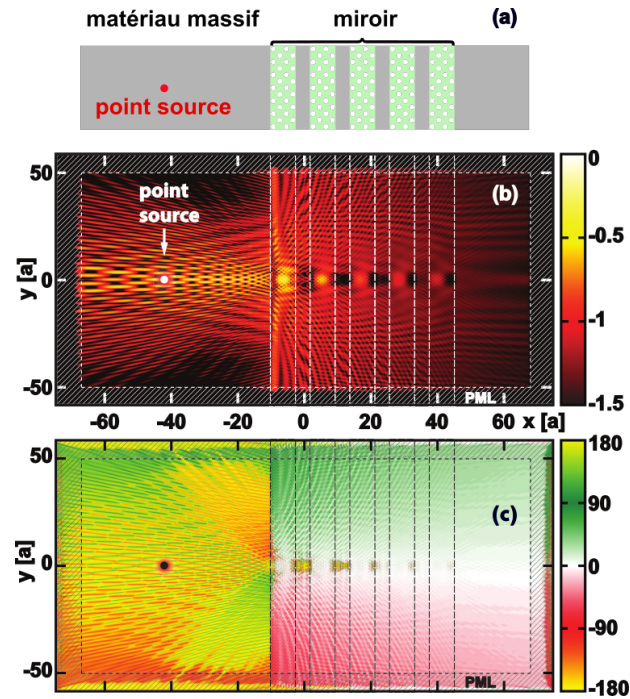 matériau massif miroir (a)
point source
50 0 -50 y [a] point source (b) PML 0 -0.5 -1 -1.5
-60 -40 -20 0 20 40 60 x [a]
50 0 -50 y [a] (c) PML 180 90 0 -90 -180